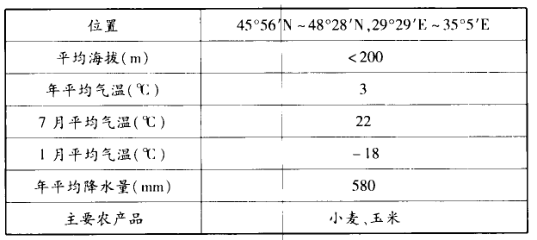 位置 45°56′N~48°28′N,29°29′E~35°5′E
平均海拔(m) <200
年平均气温(℃) 3
7月平均气温(℃) 22
1月平均气温(℃) -18
年平均降水量(mm) 580
主要农产品 小麦、玉米